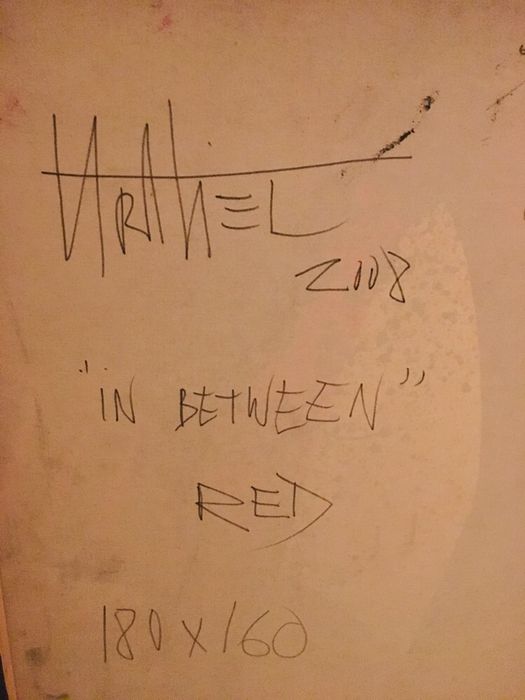 2008
"IN BETWEEN"
RED
180 x 160